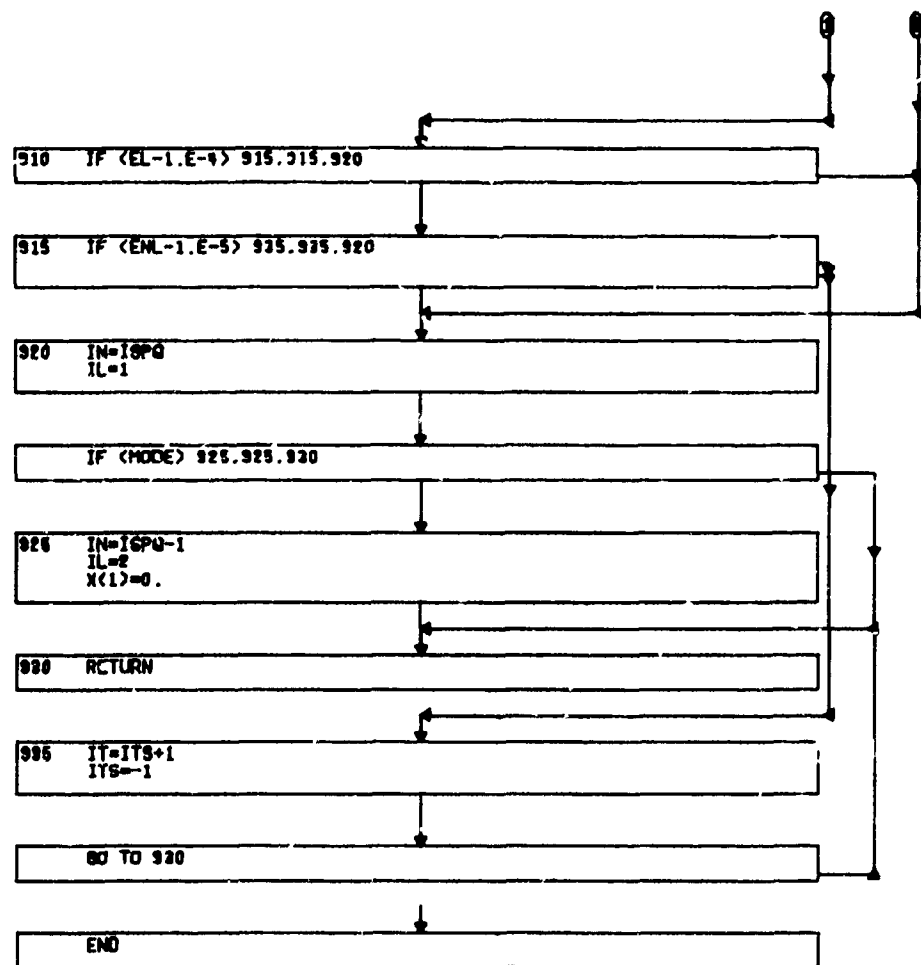 910 IF (EL-1.E-4) 915,915,920
915 IF (ENL-1.E-5) 935,935,920
920 IN=ISPQ
IL=1
IF (MODE) 925,925,930
925 IN=ISPQ-1
IL=2
X(1)=0.
930 RETURN
935 IT=ITS+1
ITS=-1
GO TO 930
END